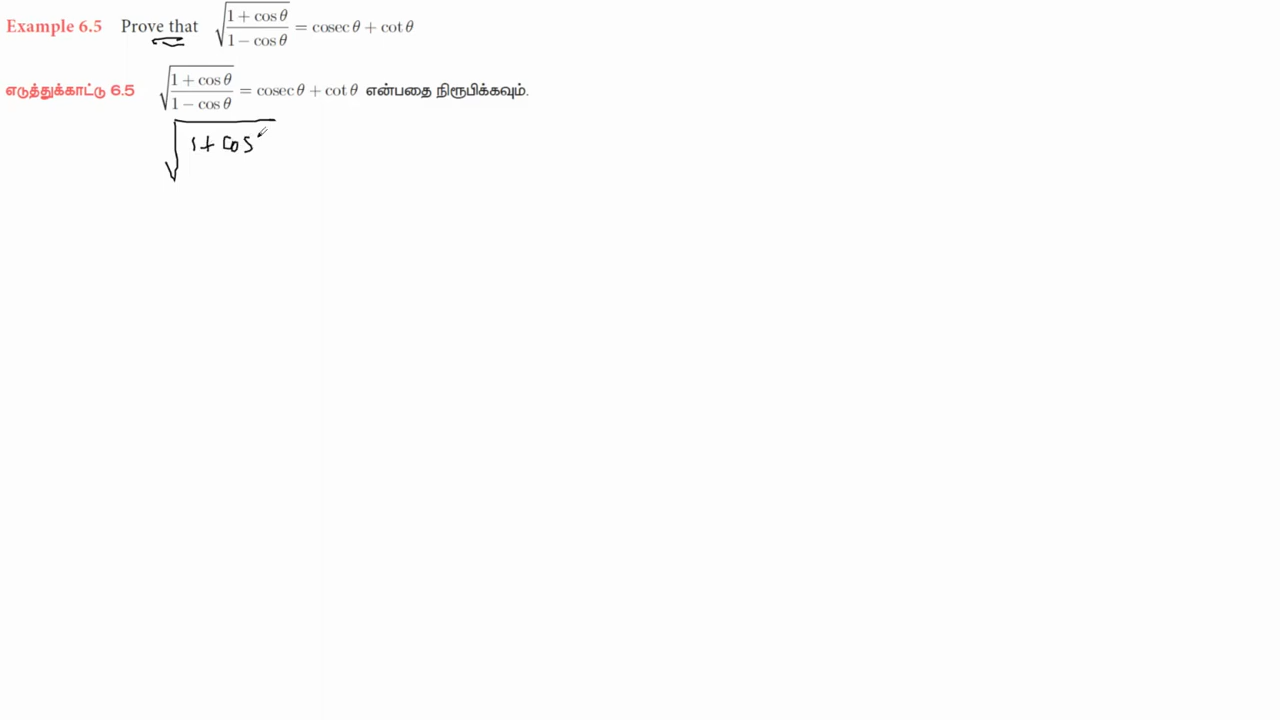 Example 6.5 Prove that √((1 + cos θ)/(1 − cos θ)) = cosec θ + cot θ
எடுத்துக்காட்டு 6.5 √((1 + cos θ)/(1 − cos θ)) = cosec θ + cot θ என்பதை நிரூபிக்கவும்.
√(1 + cos